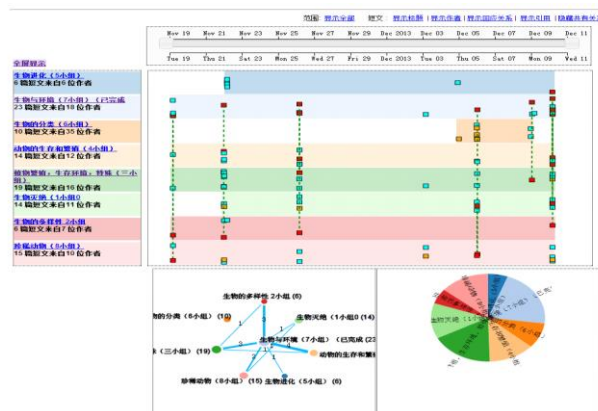 范围: 显示全部 短文: 显示标题 | 显示作者 | 显示回应关系 | 显示引用 | 隐藏共有关
Nov 19 Nov 21 Nov 23 Nov 25 Nov 27 Nov 29 Dec 2013 Dec 03 Dec 05 Dec 07 Dec 09 Dec 11
Tue 19 Thu 21 Sat 23 Mon 25 Wed 27 Fri 29 Dec 2013 Tue 03 Thu 05 Sat 07 Mon 09 Wed 11
全屏显示
生物进化（5小组）
6 篇短文来自6 位作者
生物与环境（7小组）（已完成
23 篇短文来自18 位作者
生物的分类（6小组）
10 篇短文来自35 位作者
动物的生存和繁殖（4小组）
14 篇短文来自12 位作者
植物繁殖，生存环境，特殊（三小
组）
19 篇短文来自16 位作者
生物灭绝（1小组0
14 篇短文来自11 位作者
生物的多样性 2小组
6 篇短文来自7 位作者
珍稀动物（8小组）
15 篇短文来自10 位作者
生物的多样性 2小组 (6)
物的分类（6小组） (10)
生物灭绝（1小组0 (14)
生物与环境（7小组）（已完成 (23
殊（三小组） (19)
动物的生存和繁
珍稀动物（8小组） (15)
生物进化（5小组） (6)